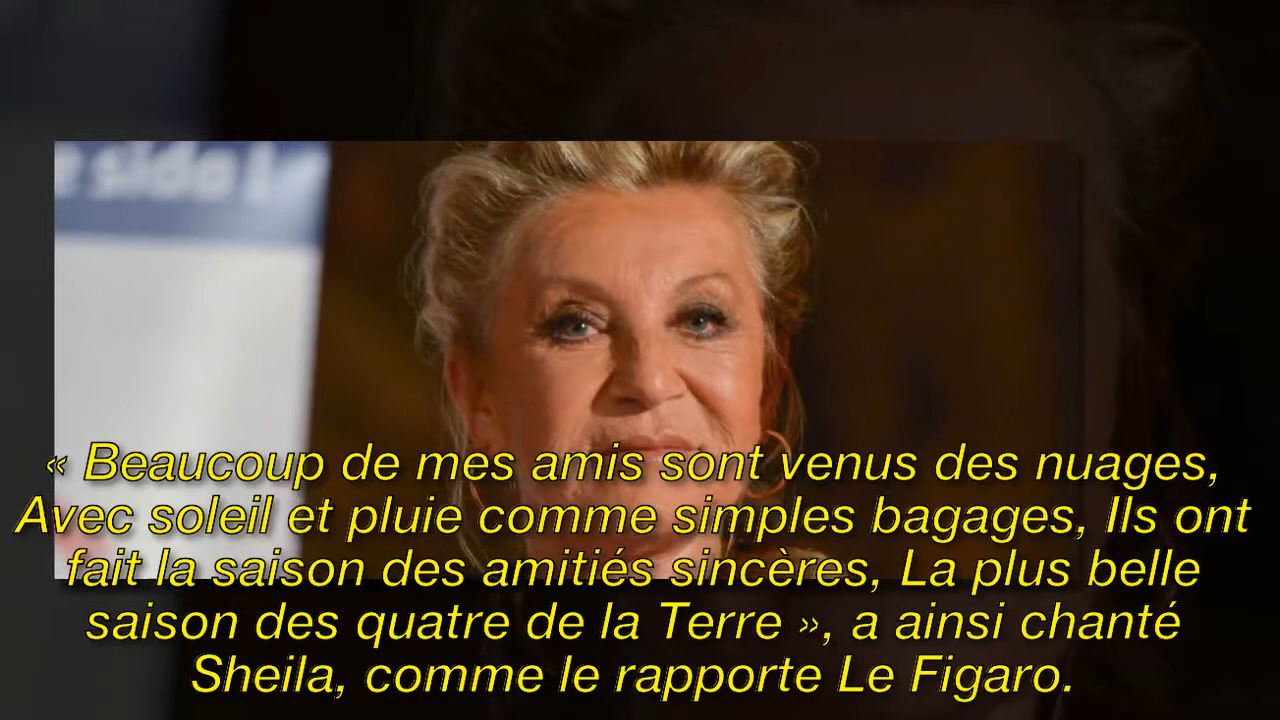 e sida !
« Beaucoup de mes amis sont venus des nuages,
Avec soleil et pluie comme simples bagages, Ils ont
fait la saison des amitiés sincères, La plus belle
saison des quatre de la Terre », a ainsi chanté
Sheila, comme le rapporte Le Figaro.